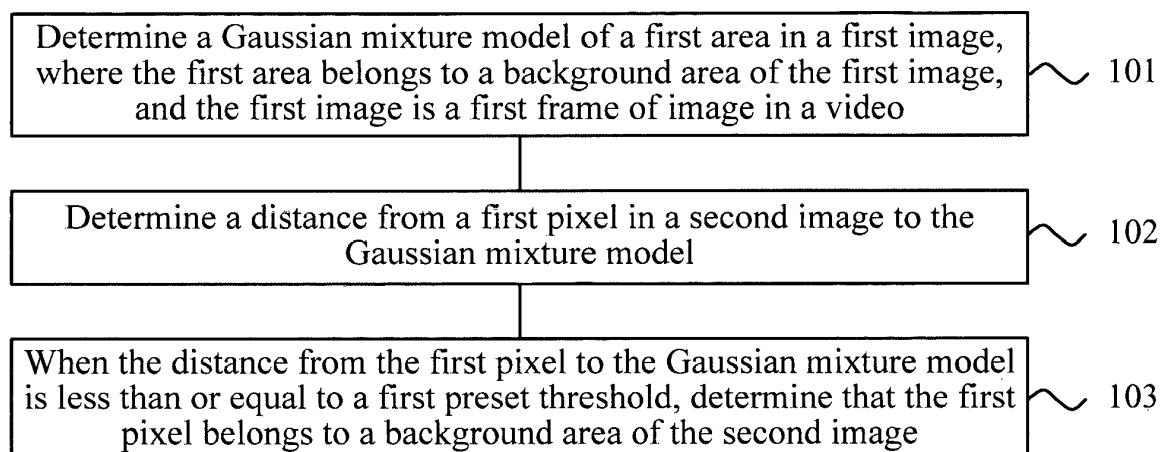 Determine a Gaussian mixture model of a first area in a first image,
where the first area belongs to a background area of the first image,
and the first image is a first frame of image in a video
101
Determine a distance from a first pixel in a second image to the
Gaussian mixture model
102
When the distance from the first pixel to the Gaussian mixture model
is less than or equal to a first preset threshold, determine that the first
pixel belongs to a background area of the second image
103